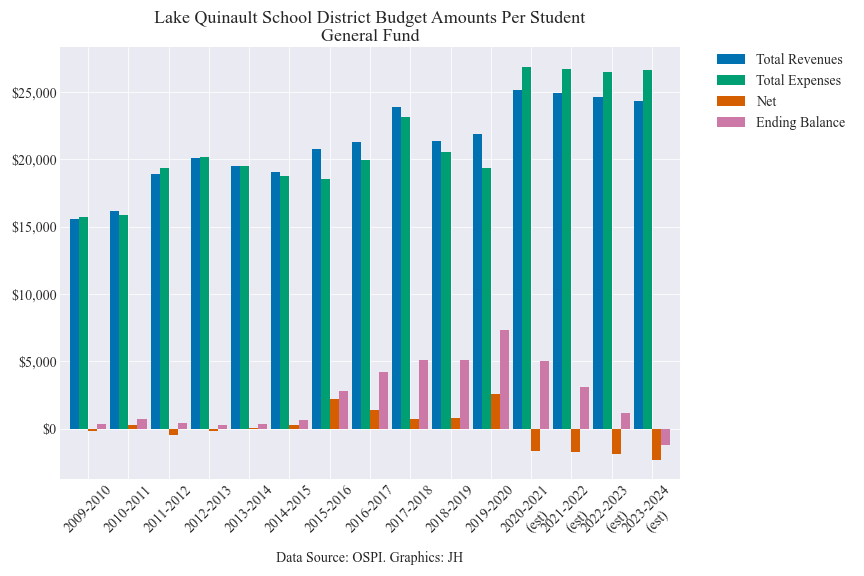 Lake Quinault School District Budget Amounts Per Student
General Fund
Total Revenues
Total Expenses
Net
Ending Balance
$25,000
$20,000
$15,000
$10,000
$5,000
$0
2009-2010
2010-2011
2011-2012
2012-2013
2013-2014
2014-2015
2015-2016
2016-2017
2017-2018
2018-2019
2019-2020
2020-2021
(est)
2021-2022
(est)
2022-2023
(est)
2023-2024
(est)
Data Source: OSPI. Graphics: JH